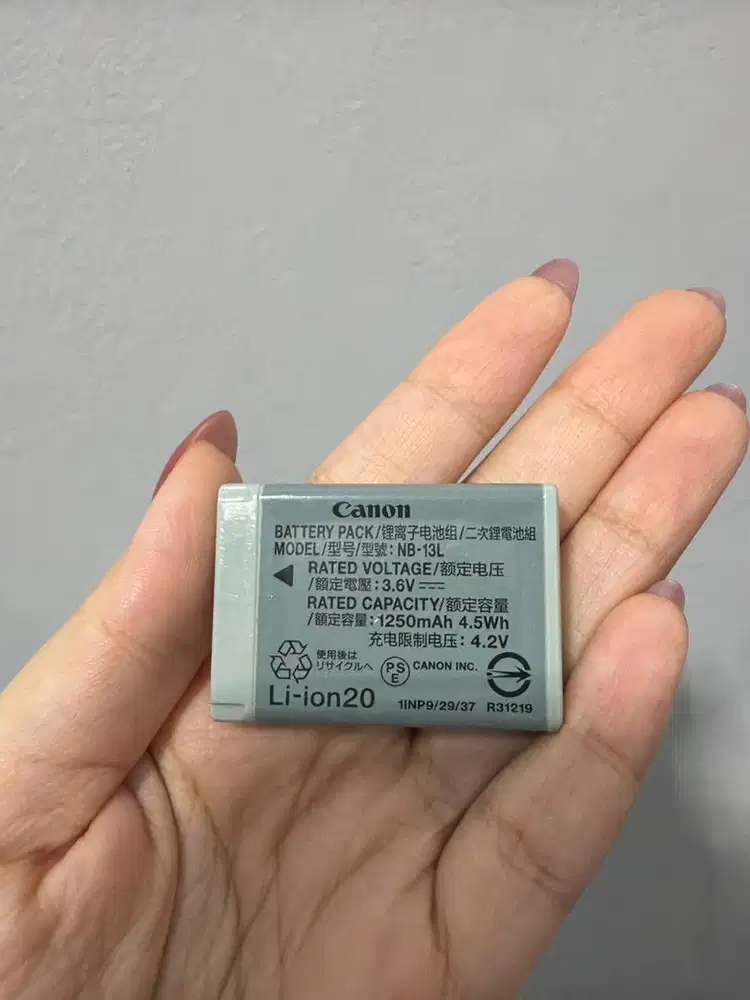 Canon
BATTERY PACK/锂离子电池组/二次鋰電池組
MODEL/型号/型號: NB-13L
RATED VOLTAGE/额定电压
/額定電壓: 3.6V
RATED CAPACITY/额定容量
/額定容量: 1250mAh 4.5Wh
充电限制电压: 4.2V
使用後は
リサイクルへ
PS
E
CANON INC.
Li-ion20
1INP9/29/37
R31219